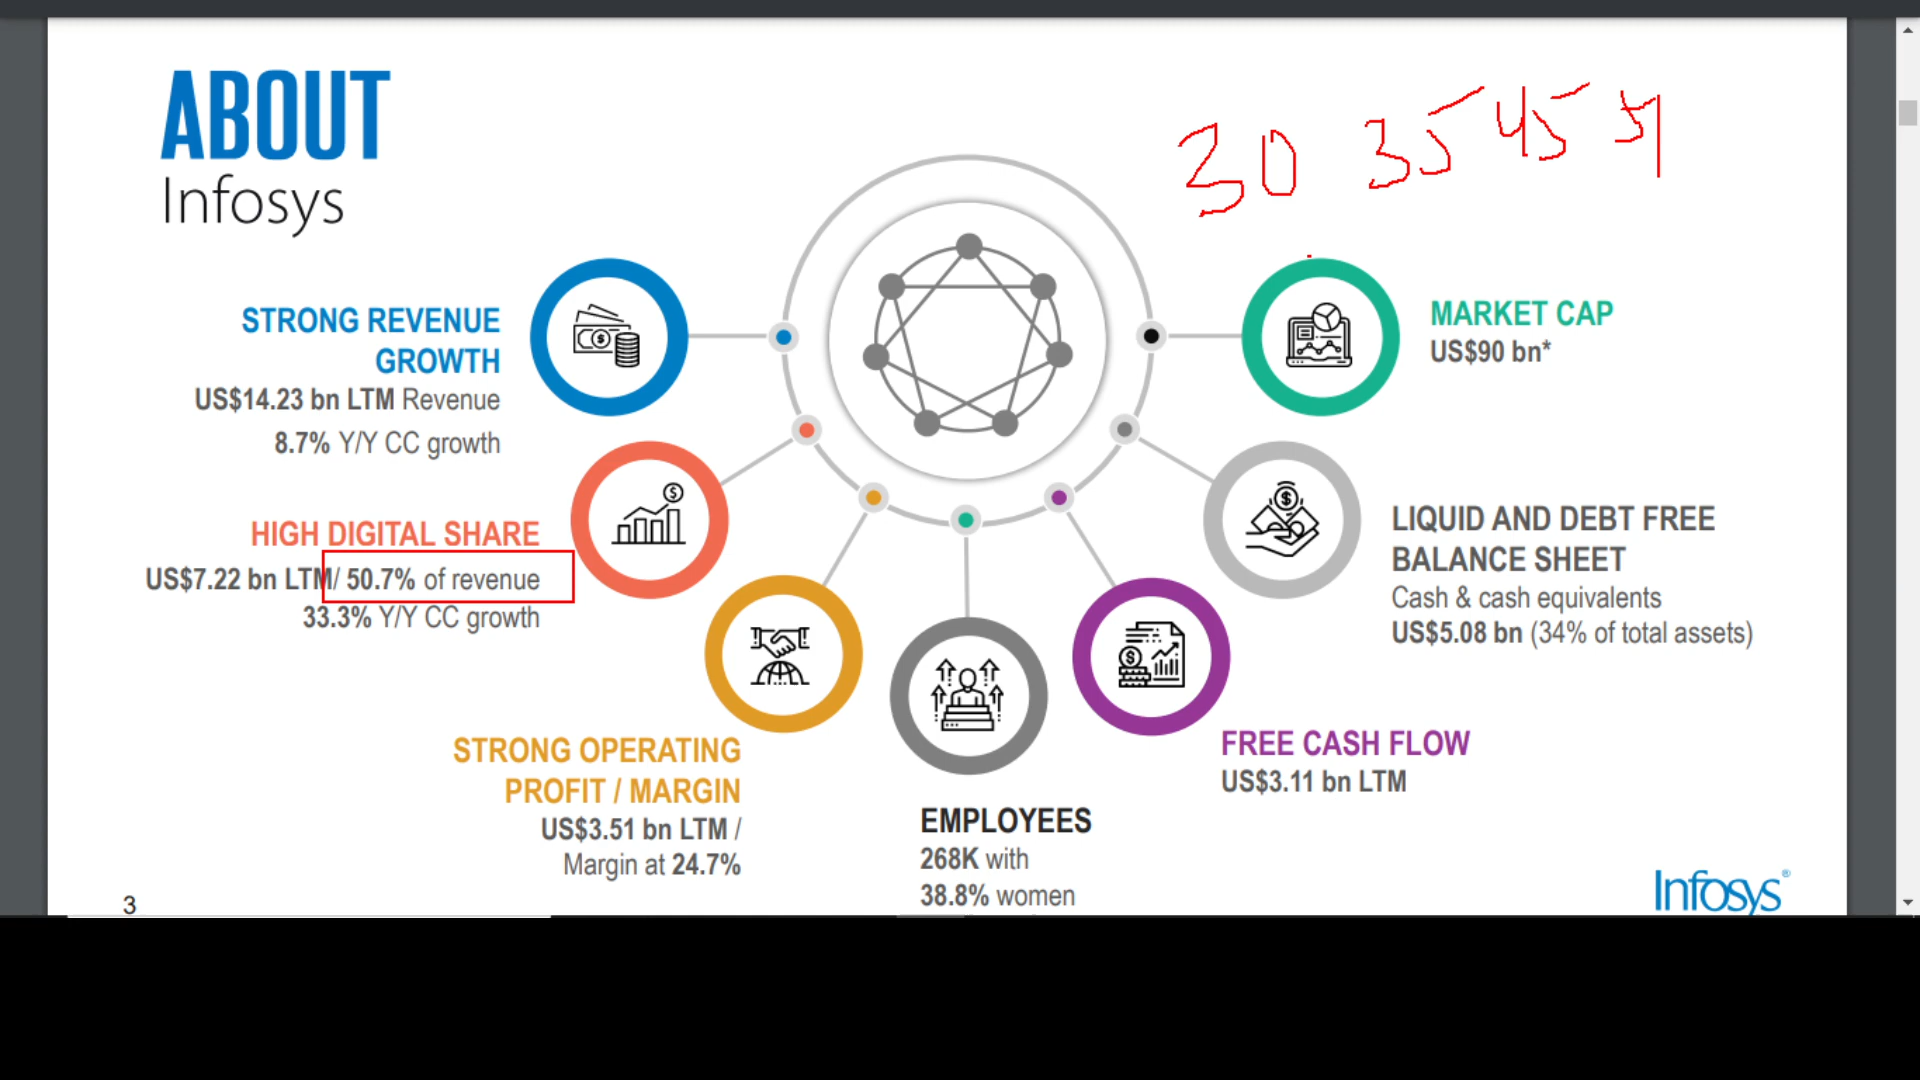 ABOUT
Infosys
30 35 45
STRONG REVENUE
GROWTH
US$14.23 bn LTM Revenue
8.7% Y/Y CC growth
HIGH DIGITAL SHARE
US$7.22 bn LTM/ 50.7% of revenue
33.3% Y/Y CC growth
STRONG OPERATING
PROFIT / MARGIN
US$3.51 bn LTM /
Margin at 24.7%
EMPLOYEES
268K with
38.8% women
FREE CASH FLOW
US$3.11 bn LTM
LIQUID AND DEBT FREE
BALANCE SHEET
Cash & cash equivalents
US$5.08 bn (34% of total assets)
MARKET CAP
US$90 bn*
3
Infosys®